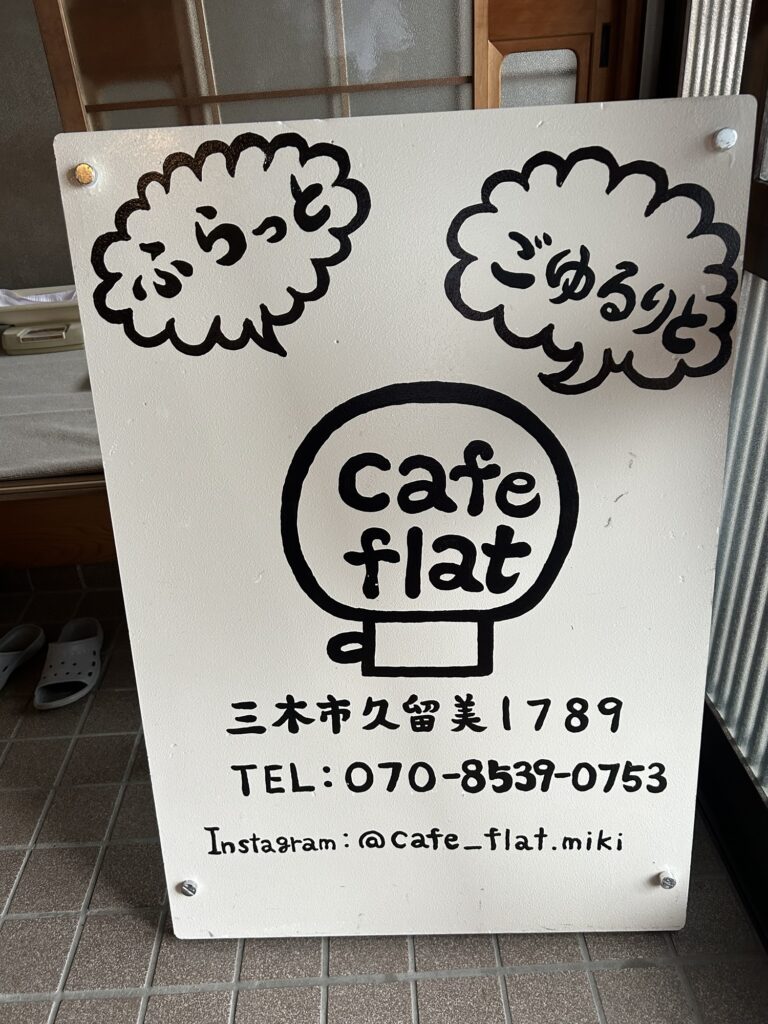 ふらっと
ごゆるりと
cafe
flat
三木市久留美1789
TEL:070-8539-0753
Instagram:@cafe_flat.miki